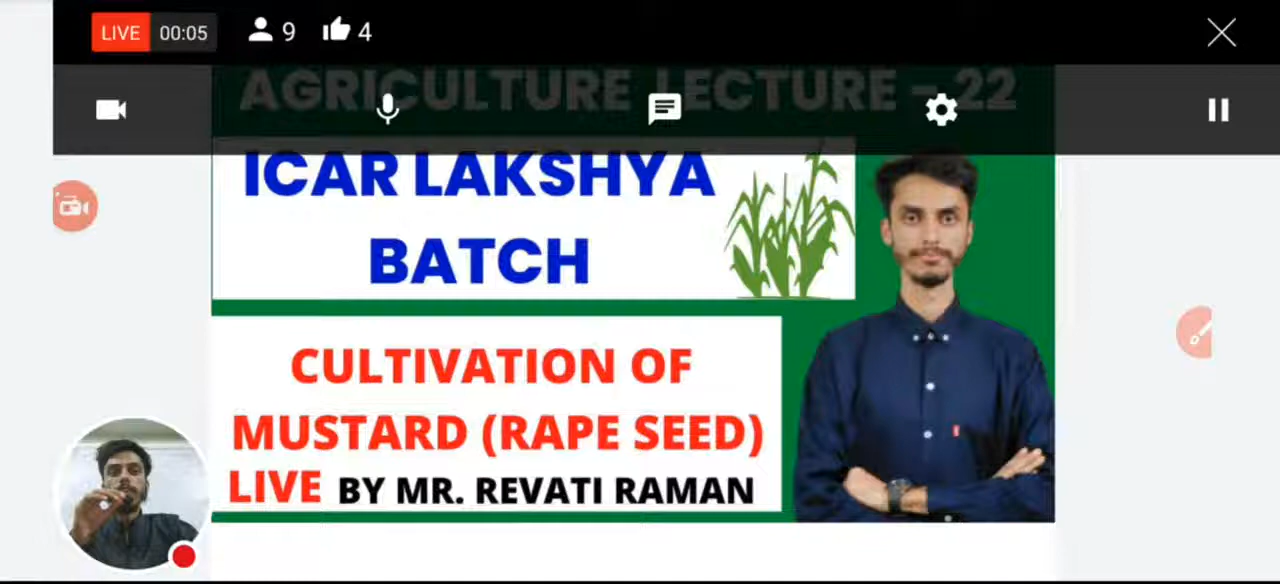 LIVE 00:05 9 4
AGRICULTURE LECTURE - 22
ICAR LAKSHYA
BATCH
CULTIVATION OF
MUSTARD (RAPE SEED)
LIVE BY MR. REVATI RAMAN